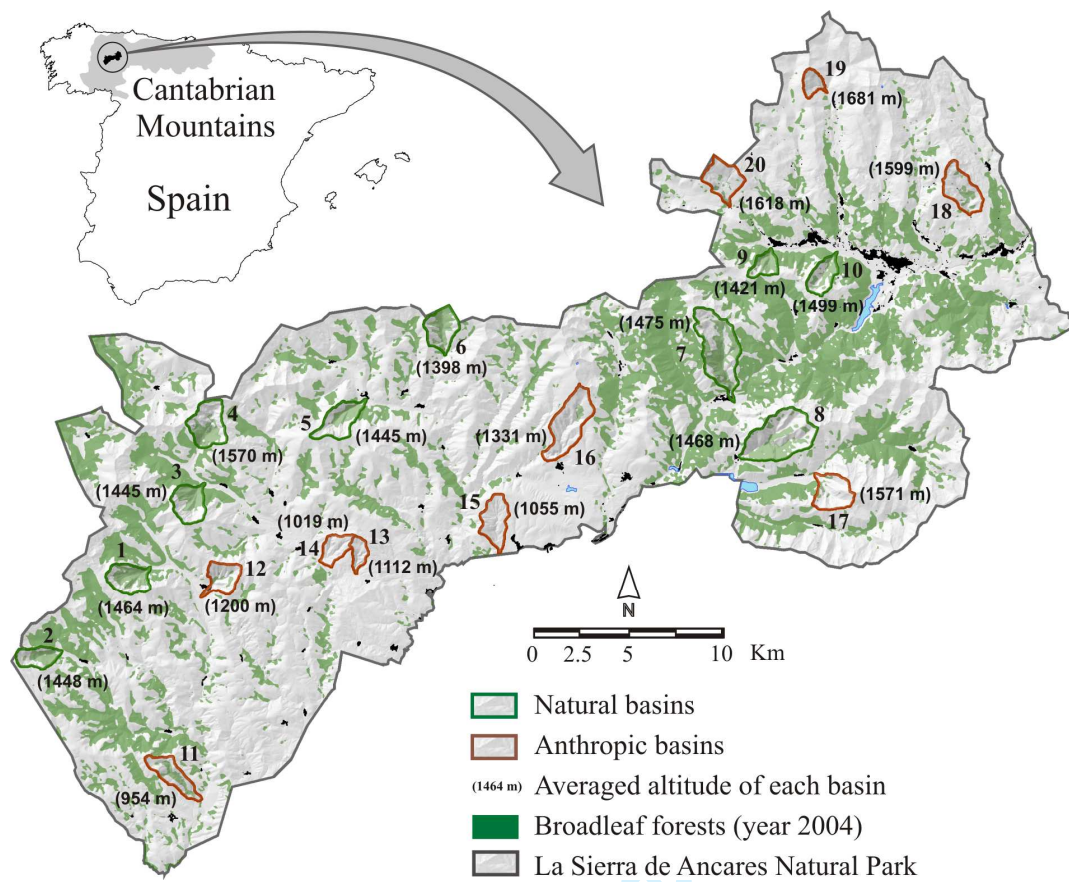 Cantabrian
Mountains
Spain
19
(1681 m)
20
(1618 m)
(1599 m)
18
9
(1421 m)
10
(1499 m)
(1475 m)
7
6
(1398 m)
4
(1570 m)
5
(1445 m)
(1331 m)
16
8
(1468 m)
3
(1445 m)
15
(1055 m)
(1571 m)
17
(1019 m)
14
13
(1112 m)
1
(1464 m)
12
(1200 m)
2
(1448 m)
11
(954 m)
N
0 2.5 5 10 Km
Natural basins
Anthropic basins
(1464 m) Averaged altitude of each basin
Broadleaf forests (year 2004)
La Sierra de Ancares Natural Park